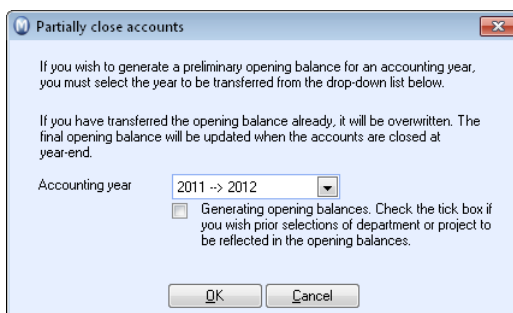 Partially close accounts
If you wish to generate a preliminary opening balance for an accounting year,
you must select the year to be transferred from the drop-down list below.
If you have transferred the opening balance already, it will be overwritten. The
final opening balance will be updated when the accounts are closed at
year-end.
Accounting year 2011 --> 2012
Generating opening balances. Check the tick box if
you wish prior selections of department or project to
be reflected in the opening balances.
OK Cancel